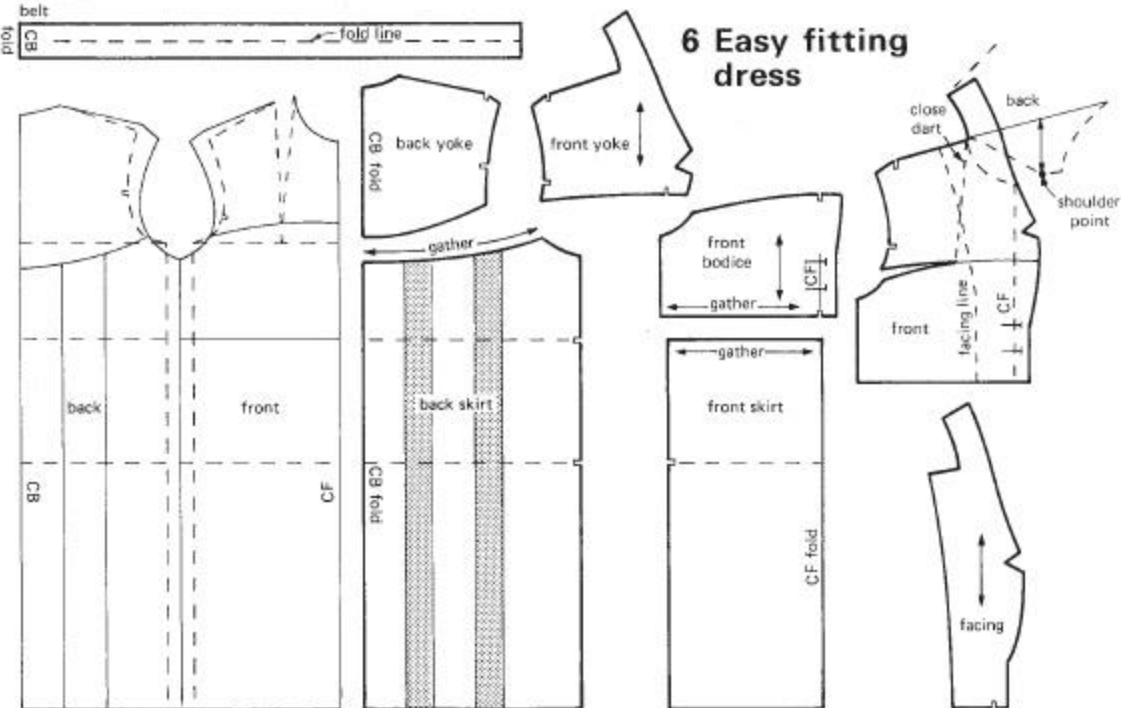 belt
CB
fold
fold line
6 Easy fitting
dress
CB fold
back yoke
front yoke
close
dart
back
shoulder
point
gather
front
bodice
CF
gather
front
facing line
CF
back
front
CB
CF
back skirt
CB fold
gather
front skirt
CF fold
facing